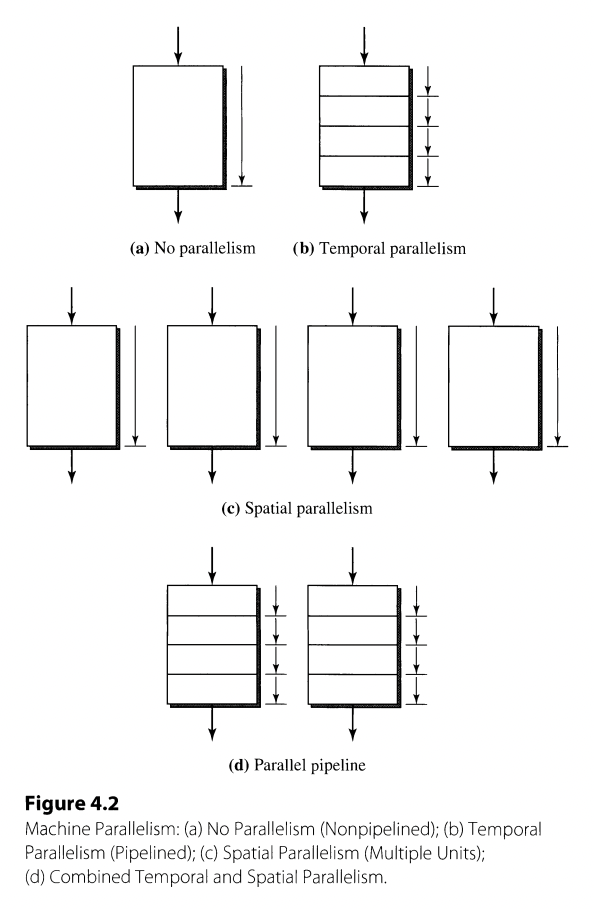 (a) No parallelism (b) Temporal parallelism
(c) Spatial parallelism
(d) Parallel pipeline
Figure 4.2
Machine Parallelism: (a) No Parallelism (Nonpipelined); (b) Temporal
Parallelism (Pipelined); (c) Spatial Parallelism (Multiple Units);
(d) Combined Temporal and Spatial Parallelism.